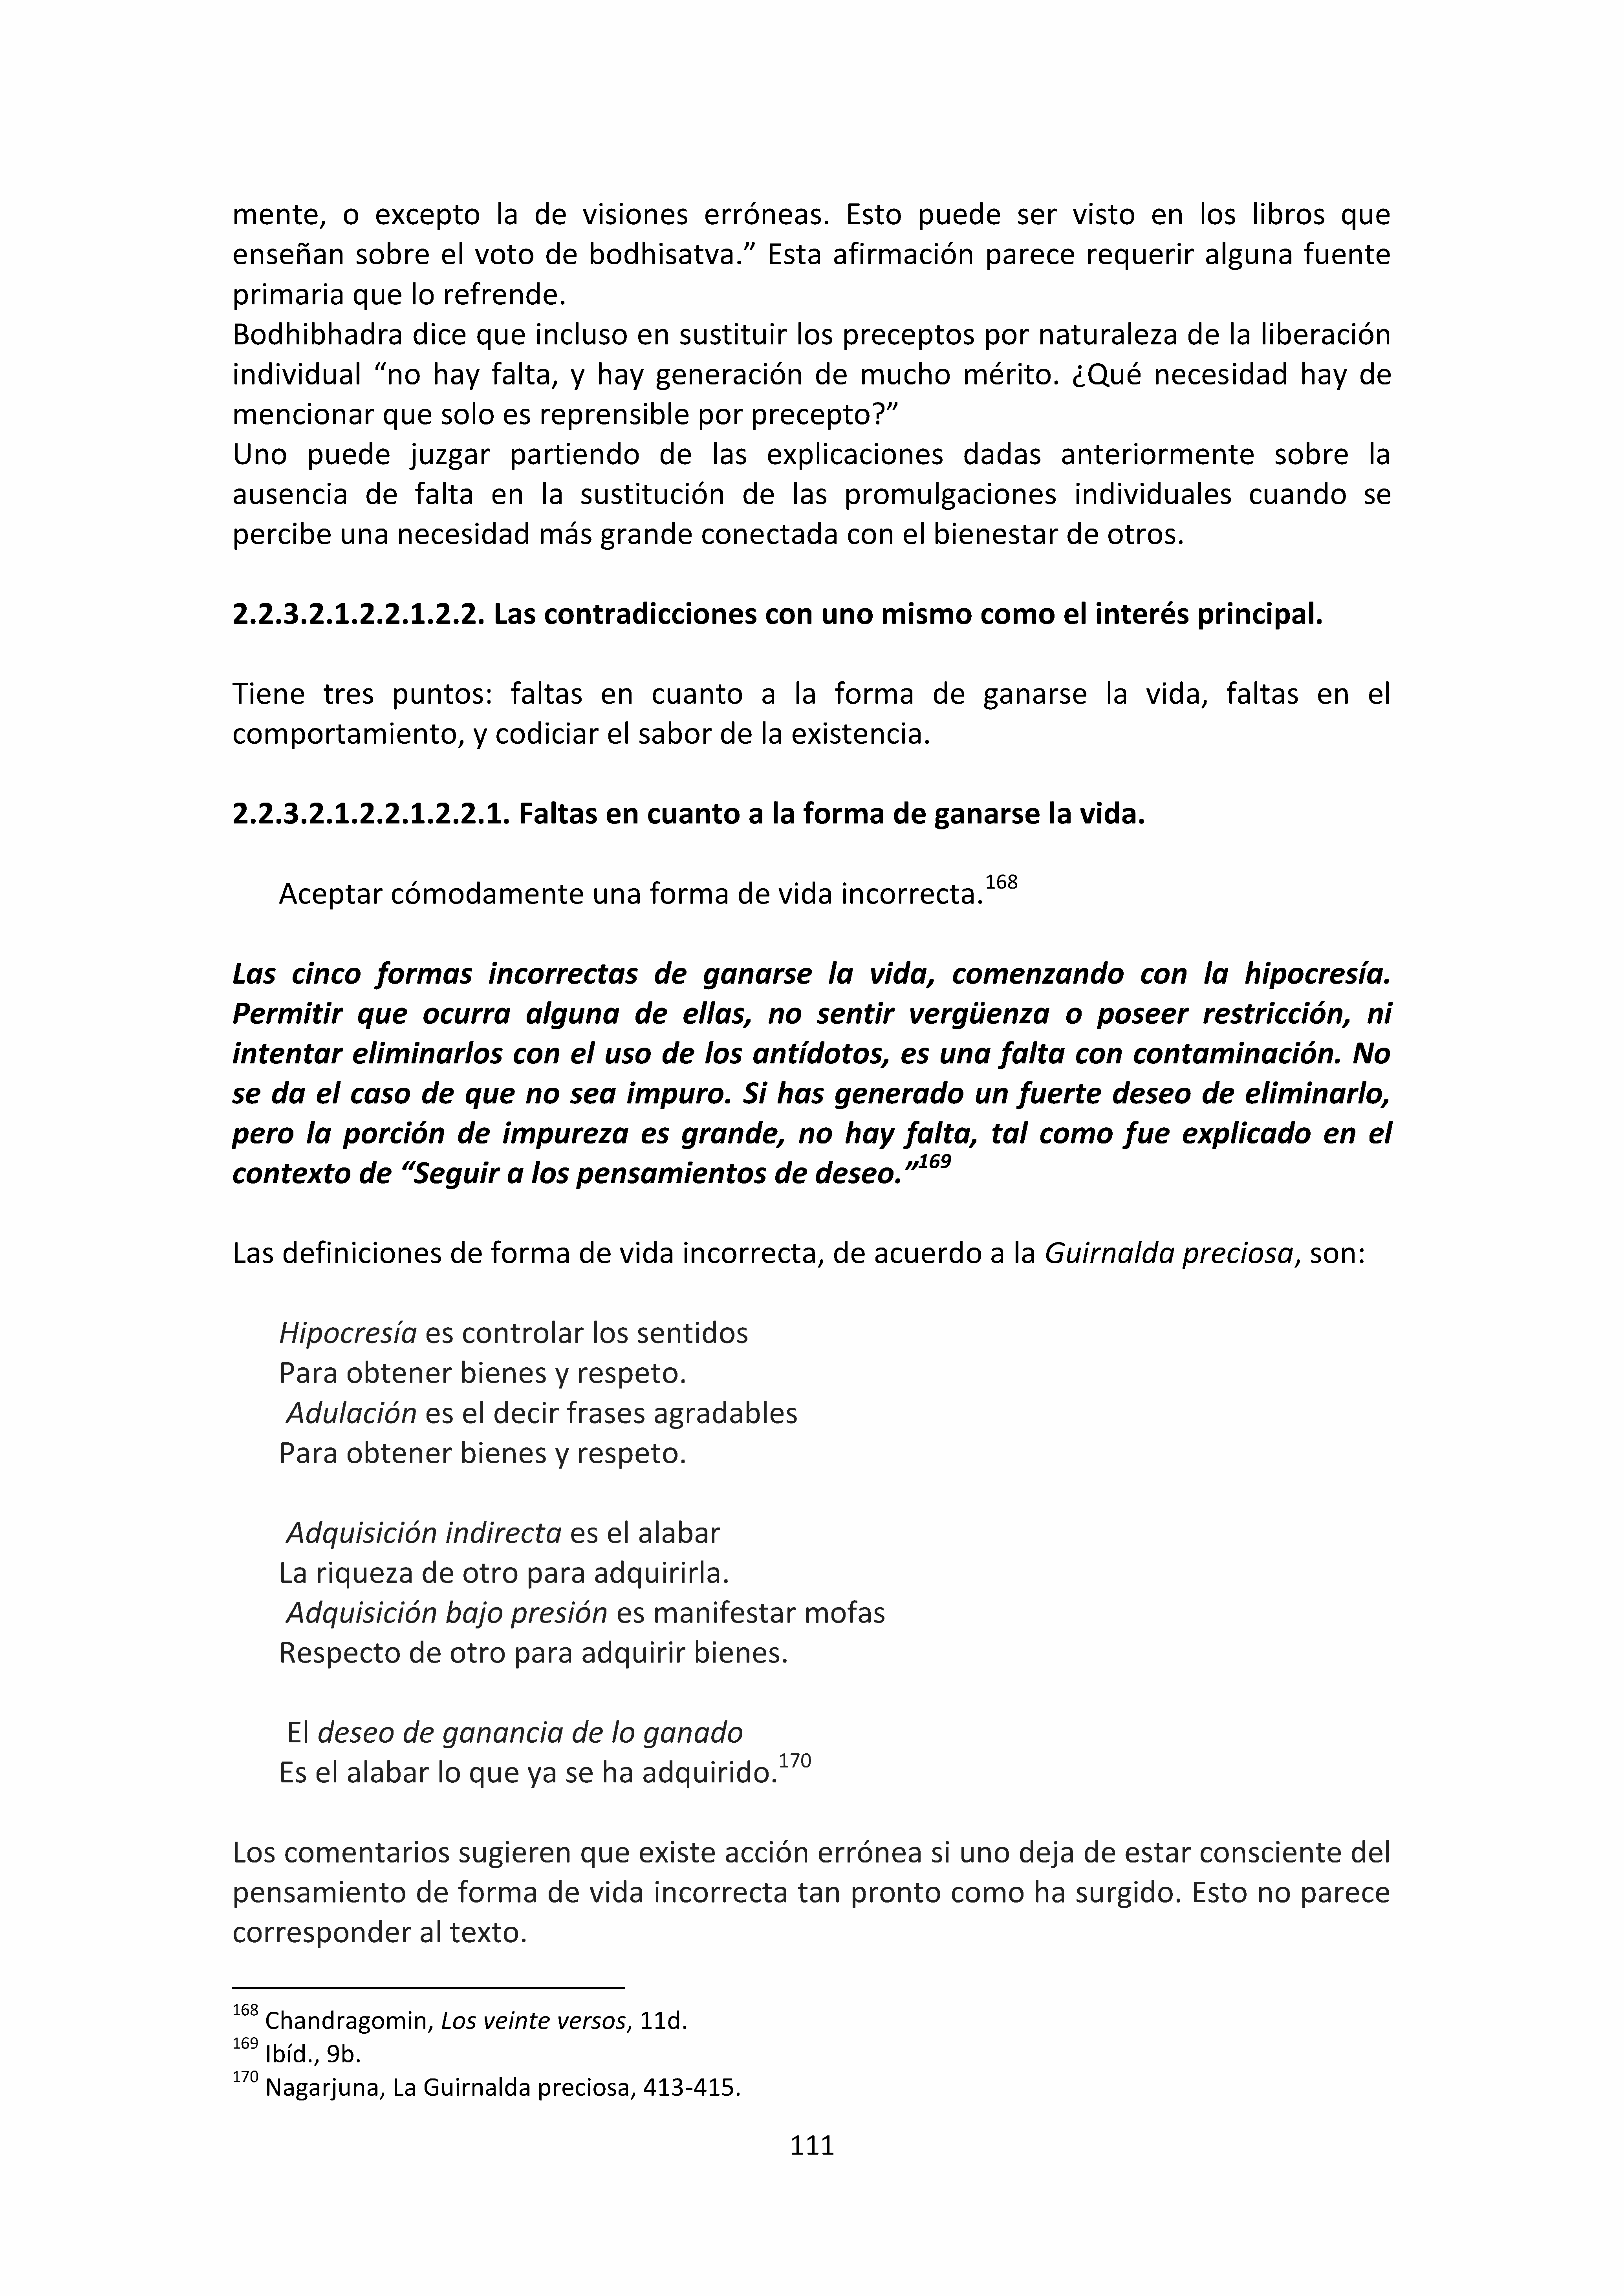 mente, o excepto la de visiones erróneas. Esto puede ser visto en los libros que
enseñan sobre el voto de bodhisatva.” Esta afirmación parece requerir alguna fuente
primaria que lo refrende.
Bodhibhadra dice que incluso en sustituir los preceptos por naturaleza de la liberación
individual “no hay falta, y hay generación de mucho mérito. ¿Qué necesidad hay de
mencionar que solo es reprensible por precepto?”
Uno puede juzgar partiendo de las explicaciones dadas anteriormente sobre la
ausencia de falta en la sustitución de las promulgaciones individuales cuando se
percibe una necesidad más grande conectada con el bienestar de otros.
2.2.3.2.1.2.2.1.2.2. Las contradicciones con uno mismo como el interés principal.
Tiene tres puntos: faltas en cuanto a la forma de ganarse la vida, faltas en el
comportamiento, y codiciar el sabor de la existencia.
2.2.3.2.1.2.2.1.2.2.1. Faltas en cuanto a la forma de ganarse la vida.
Aceptar cómodamente una forma de vida incorrecta.168
Las cinco formas incorrectas de ganarse la vida, comenzando con la hipocresía.
Permitir que ocurra alguna de ellas, no sentir vergüenza o poseer restricción, ni
intentar eliminarlos con el uso de los antídotos, es una falta con contaminación. No
se da el caso de que no sea impuro. Si has generado un fuerte deseo de eliminarlo,
pero la porción de impureza es grande, no hay falta, tal como fue explicado en el
contexto de “Seguir a los pensamientos de deseo.”169
Las definiciones de forma de vida incorrecta, de acuerdo a la Guirnalda preciosa, son:
Hipocresía es controlar los sentidos
Para obtener bienes y respeto.
Adulación es el decir frases agradables
Para obtener bienes y respeto.
Adquisición indirecta es el alabar
La riqueza de otro para adquirirla.
Adquisición bajo presión es manifestar mofas
Respecto de otro para adquirir bienes.
El deseo de ganancia de lo ganado
Es el alabar lo que ya se ha adquirido.170
Los comentarios sugieren que existe acción errónea si uno deja de estar consciente del
pensamiento de forma de vida incorrecta tan pronto como ha surgido. Esto no parece
corresponder al texto.
168 Chandragomin, Los veinte versos, 11d.
169 Ibíd., 9b.
170 Nagarjuna, La Guirnalda preciosa, 413-415.
111